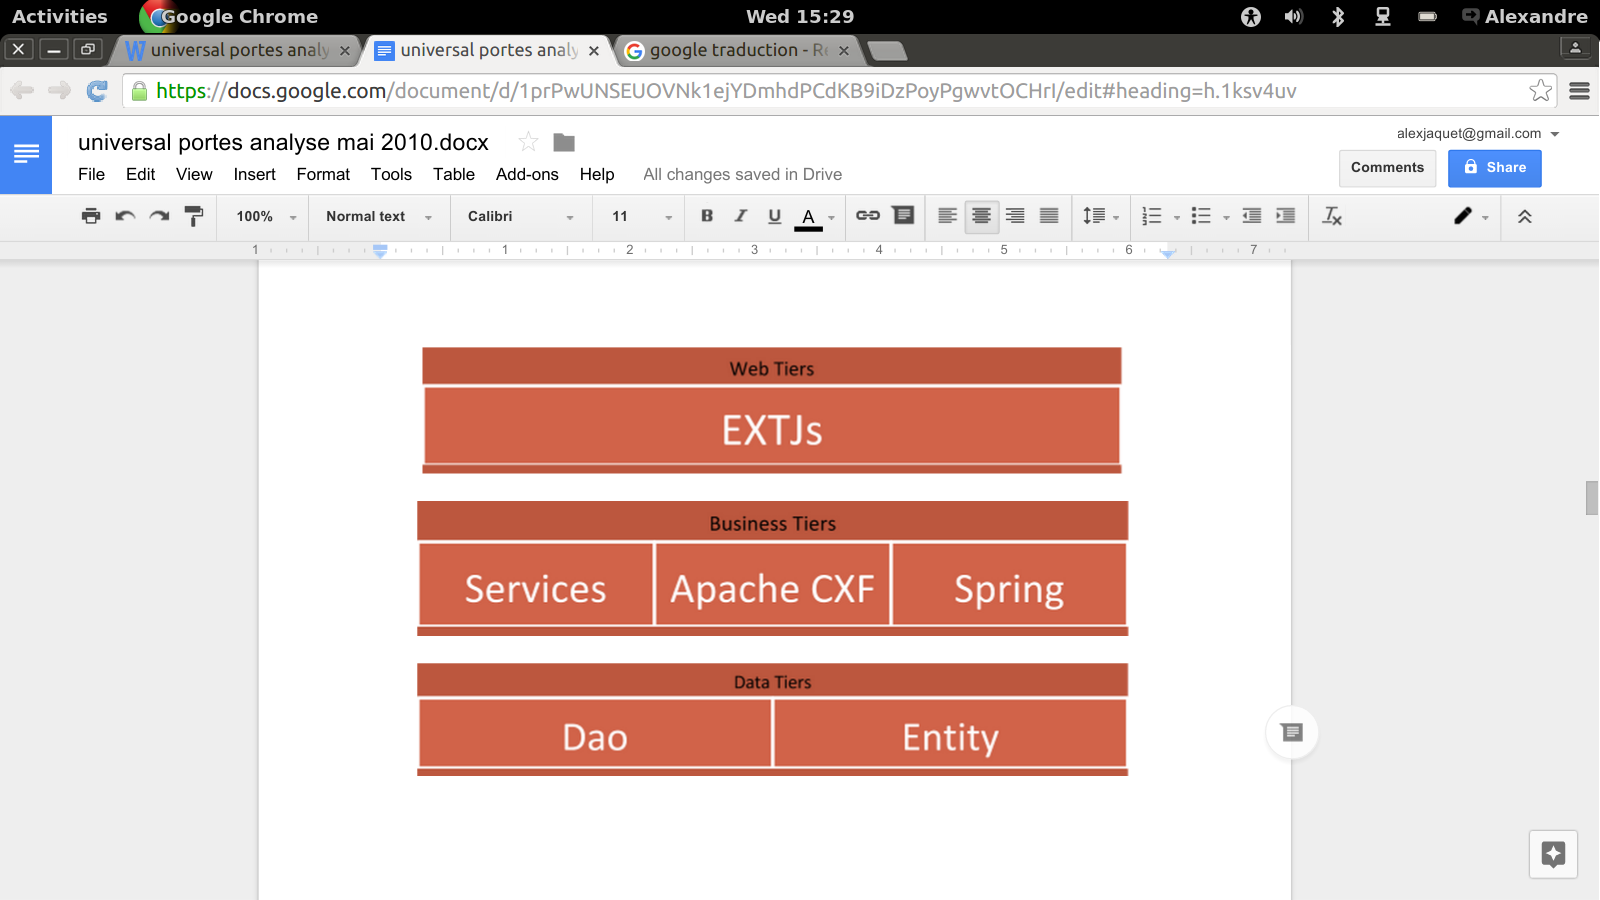 Activities Google Chrome Wed 15:29 Alexandre
universal portes analy universal portes analy google traduction - Re
https://docs.google.com/document/d/1prPwUNSEUOVNk1ejYDmhdPCdKB9iDzPoyPgwvtOCHrI/edit#heading=h.1ksv4uv
universal portes analyse mai 2010.docx
alexjaquet@gmail.com
File Edit View Insert Format Tools Table Add-ons Help All changes saved in Drive
Comments Share
100% Normal text Calibri 11 B I U A
1 1 2 3 4 5 6 7
Web Tiers
EXTJs
Business Tiers
Services Apache CXF Spring
Data Tiers
Dao Entity